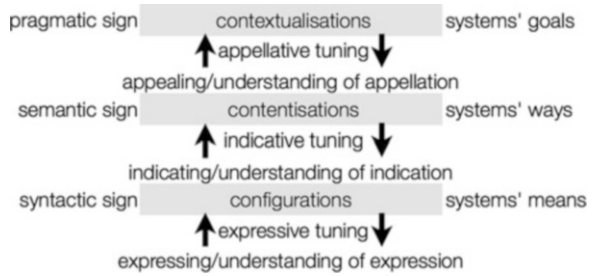 pragmatic sign contextualisations systems' goals
appellative tuning
appealing/understanding of appellation
semantic sign contentisations systems' ways
indicative tuning
indicating/understanding of indication
syntactic sign configurations systems' means
expressive tuning
expressing/understanding of expression